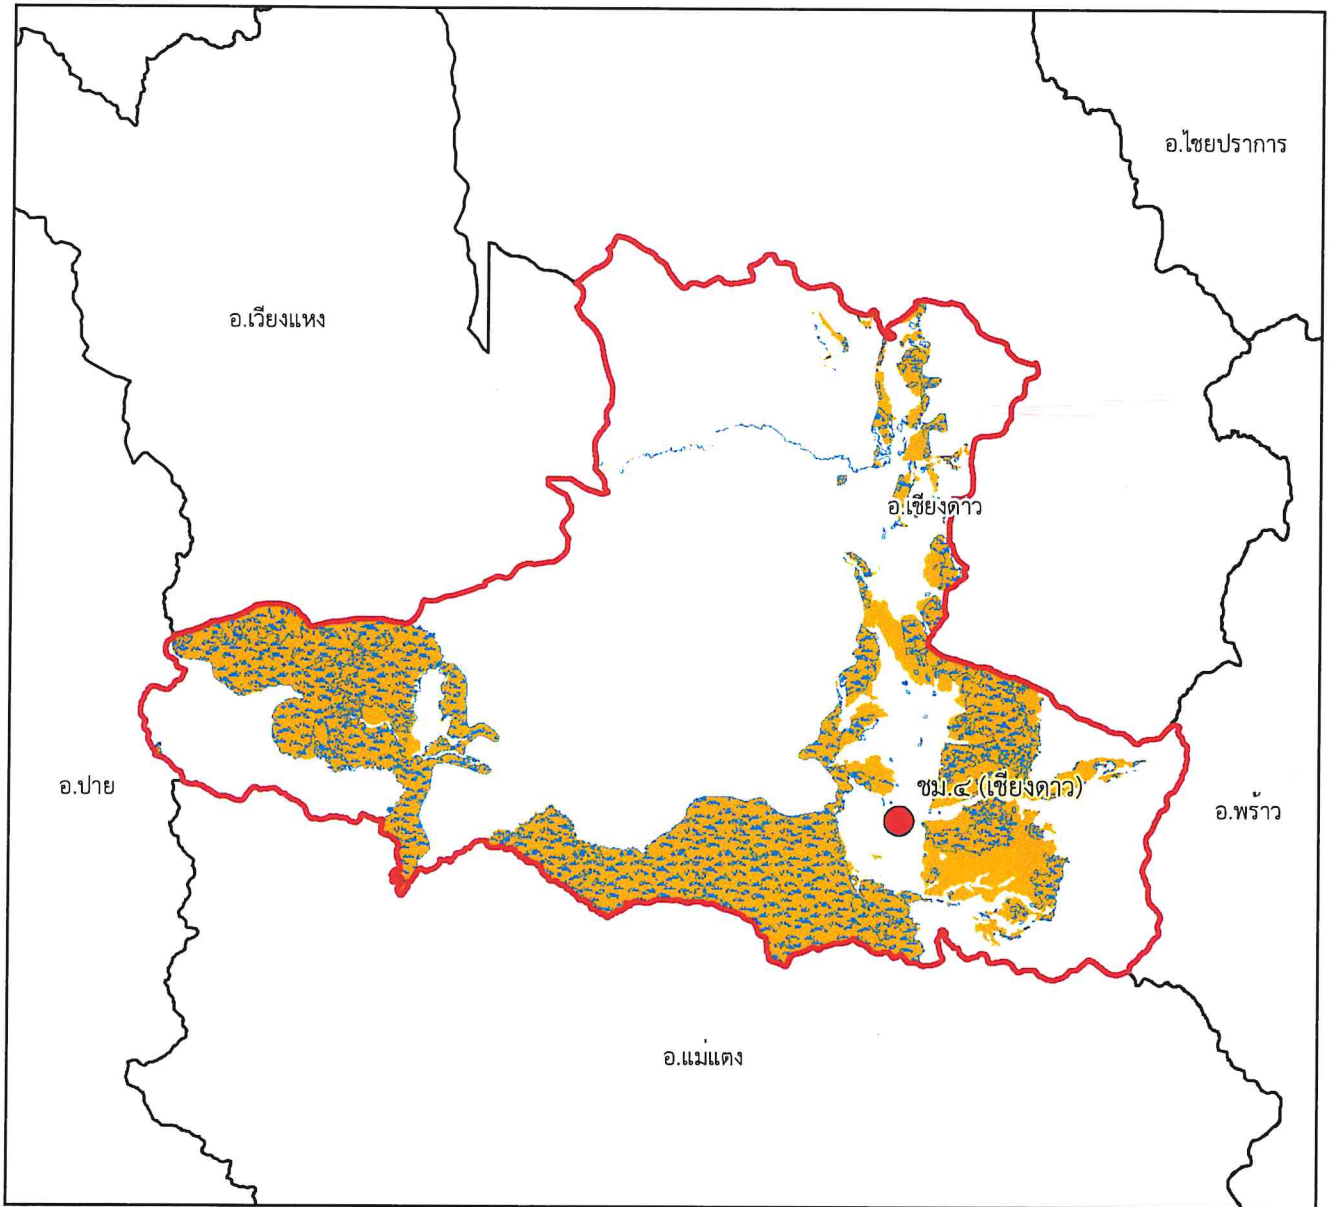 อ.ไชยปราการ
อ.เวียงแหง
อ.เชียงดาว
อ.ปาย
ชม.๔ (เชียงดาว)
อ.พร้าว
อ.แม่แตง